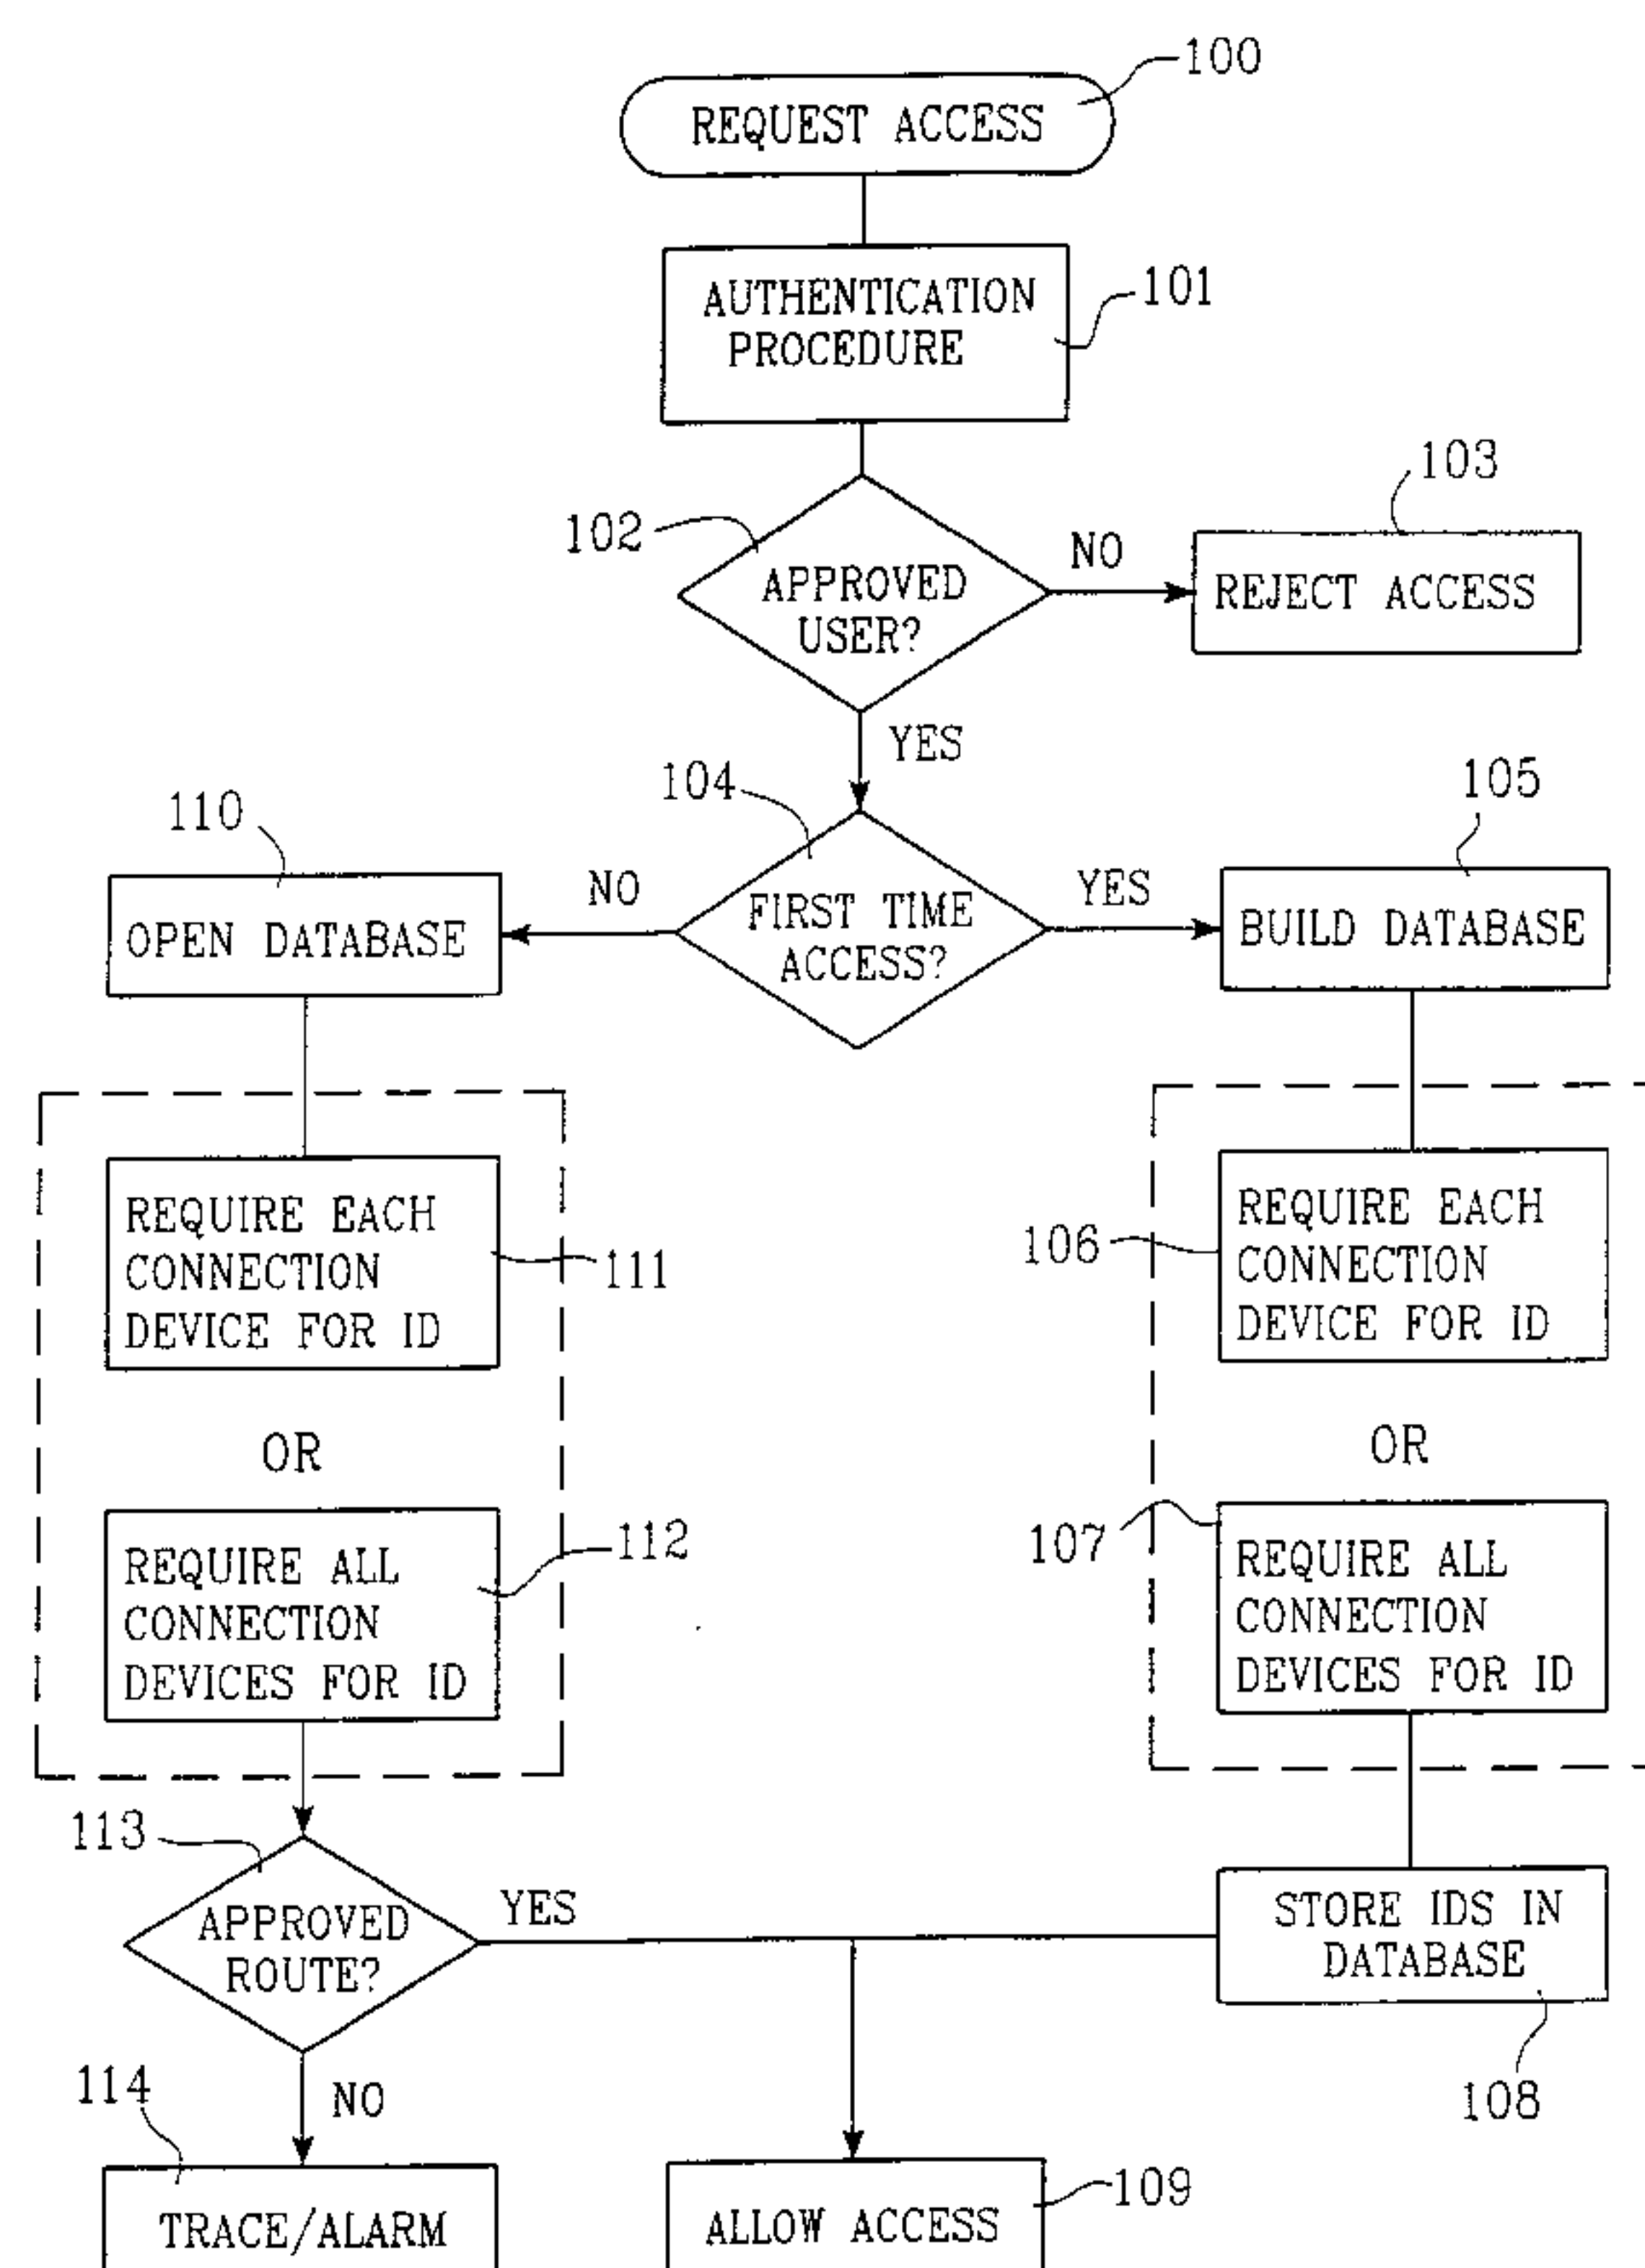 100
REQUEST ACCESS
AUTHENTICATION
PROCEDURE
101
102
APPROVED
USER?
NO
103
REJECT ACCESS
YES
104
FIRST TIME
ACCESS?
NO
110
OPEN DATABASE
YES
105
BUILD DATABASE
REQUIRE EACH
CONNECTION
DEVICE FOR ID
111
OR
REQUIRE ALL
CONNECTION
DEVICES FOR ID
112
106
REQUIRE EACH
CONNECTION
DEVICE FOR ID
OR
107
REQUIRE ALL
CONNECTION
DEVICES FOR ID
113
APPROVED
ROUTE?
YES
STORE IDS IN
DATABASE
108
NO
114
TRACE/ALARM
ALLOW ACCESS
109